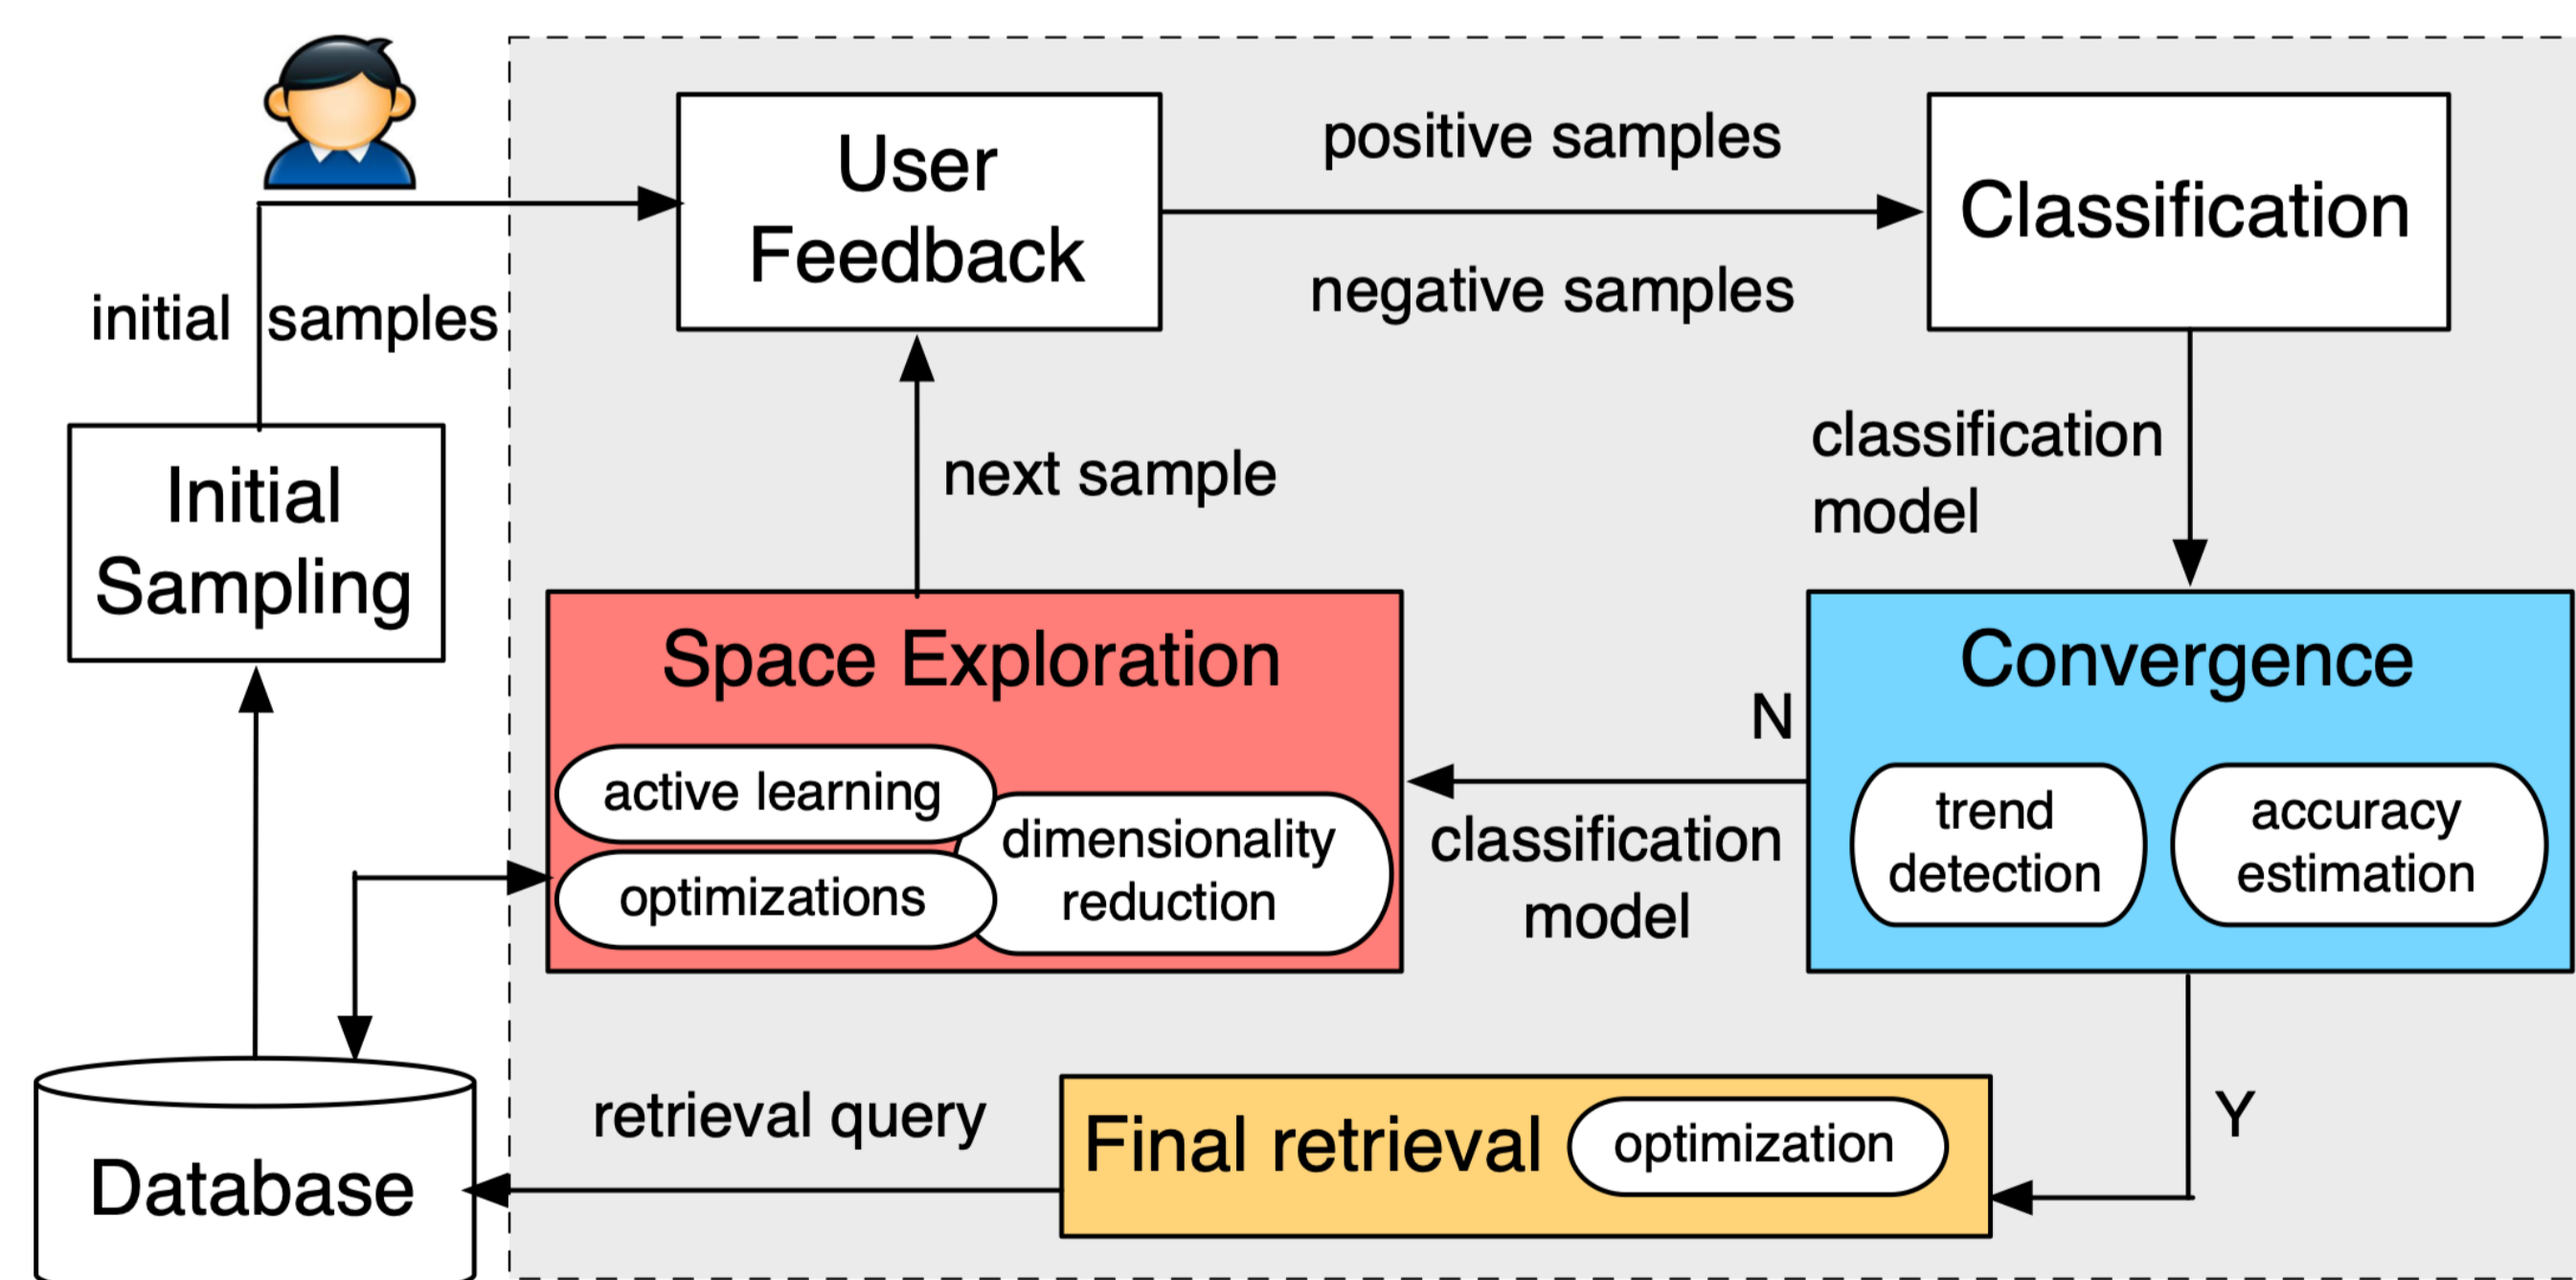 User
Feedback
positive samples
negative samples
Classification
initial samples
Initial
Sampling
next sample
classification
model
Space Exploration
active learning
optimizations
dimensionality
reduction
N
classification
model
Convergence
trend
detection
accuracy
estimation
Y
retrieval query
Final retrieval
optimization
Database